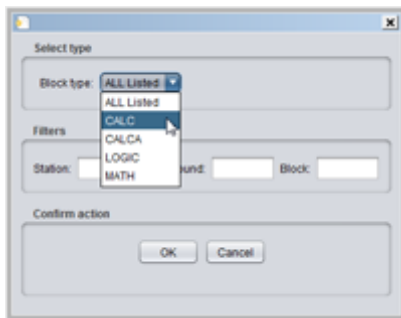 Select type
Block type: ALL Listed
ALL Listed
CALC
CALCA
LOGIC
MATH
Filters
Station: ound: Block:
Confirm action
OK Cancel